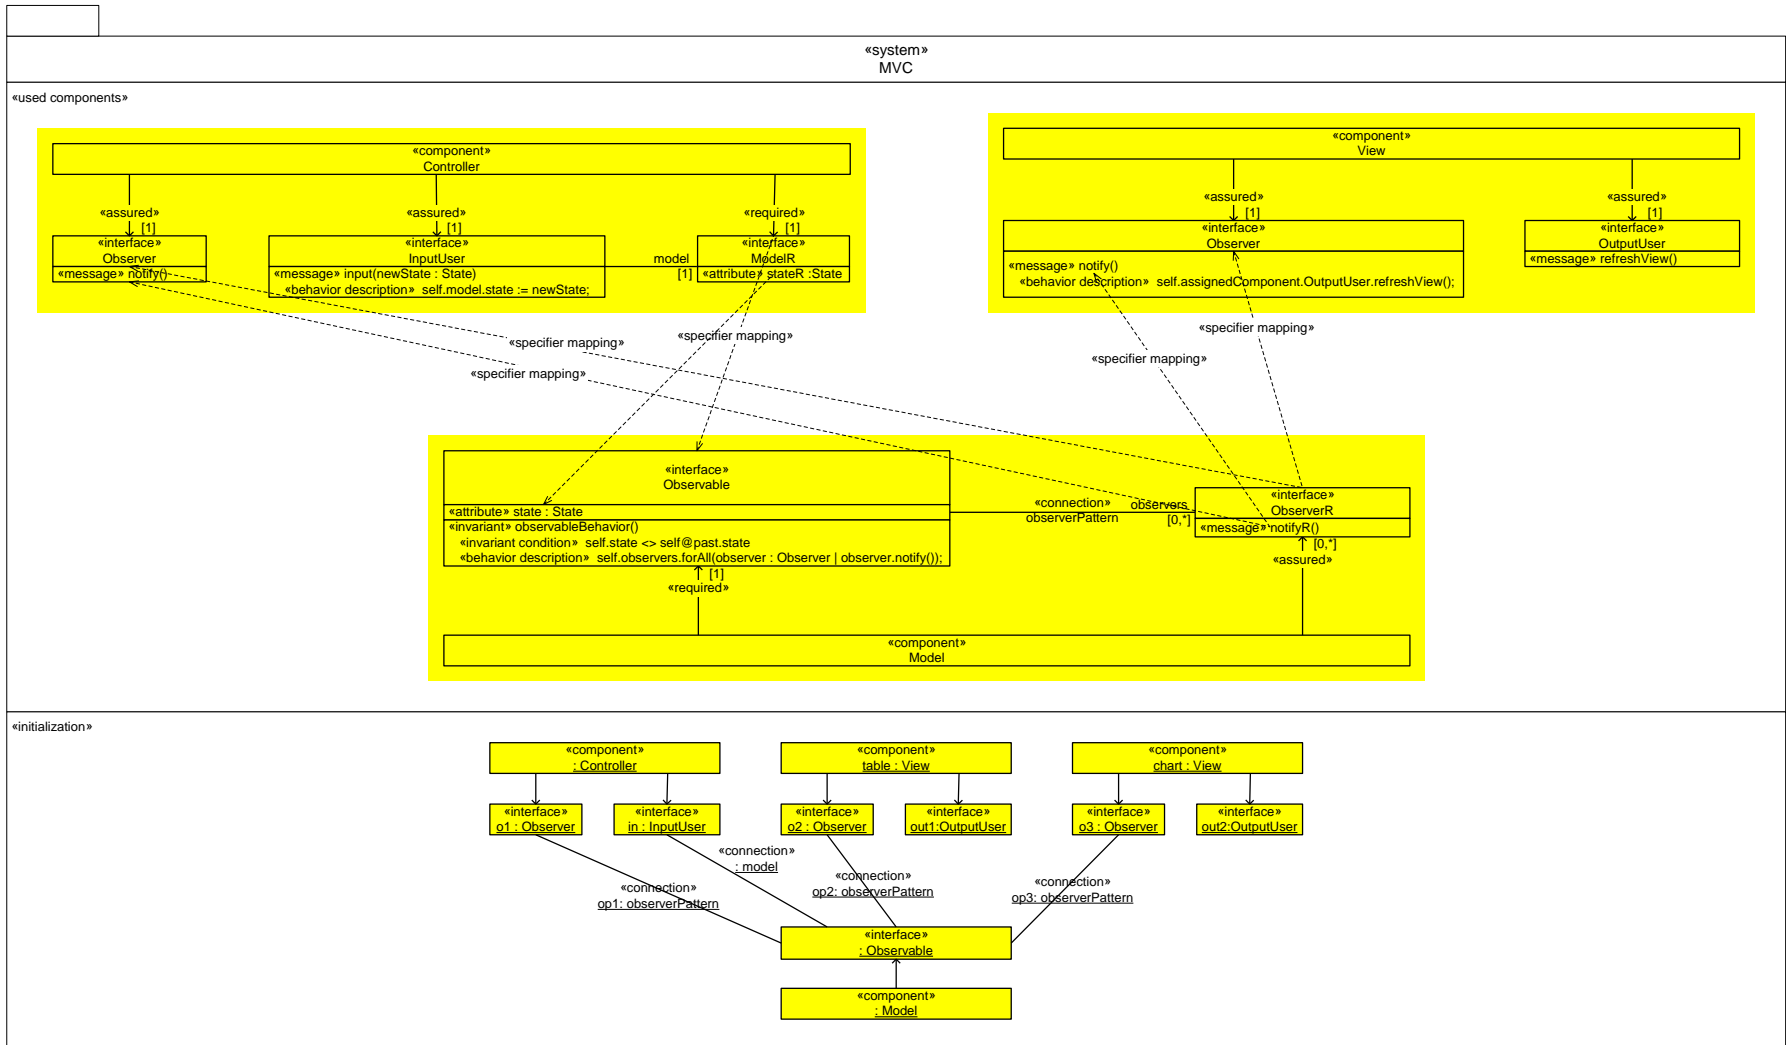 «system»
MVC
«used components»
«component»
Controller
«assured»
[1]
«assured»
[1]
«required»
[1]
«interface»
Observer
«message» notify()
«interface»
InputUser
«message» input(newState : State)
«behavior description» self.model.state := newState;
model
[1]
«interface»
ModelR
«attribute» stateR :State
«component»
View
«assured»
[1]
«assured»
[1]
«interface»
Observer
«message» notify()
«behavior description» self.assignedComponent.OutputUser.refreshView();
«interface»
OutputUser
«message» refreshView()
«specifier mapping»
«specifier mapping»
«specifier mapping»
«specifier mapping»
«specifier mapping»
«interface»
Observable
«attribute» state : State
«invariant» observableBehavior()
«invariant condition» self.state <> self@past.state
«behavior description» self.observers.forAll(observer : Observer | observer.notify());
«connection»
observerPattern
observers
[0,*]
«interface»
ObserverR
«message» notifyR()
[1]
«required»
[0,*]
«assured»
«component»
Model
«initialization»
«component»
: Controller
«component»
table : View
«component»
chart : View
«interface»
o1 : Observer
«interface»
in : InputUser
«interface»
o2 : Observer
«interface»
out1:OutputUser
«interface»
o3 : Observer
«interface»
out2:OutputUser
«connection»
: model
«connection»
op1: observerPattern
«connection»
op2: observerPattern
«connection»
op3: observerPattern
«interface»
: Observable
«component»
: Model